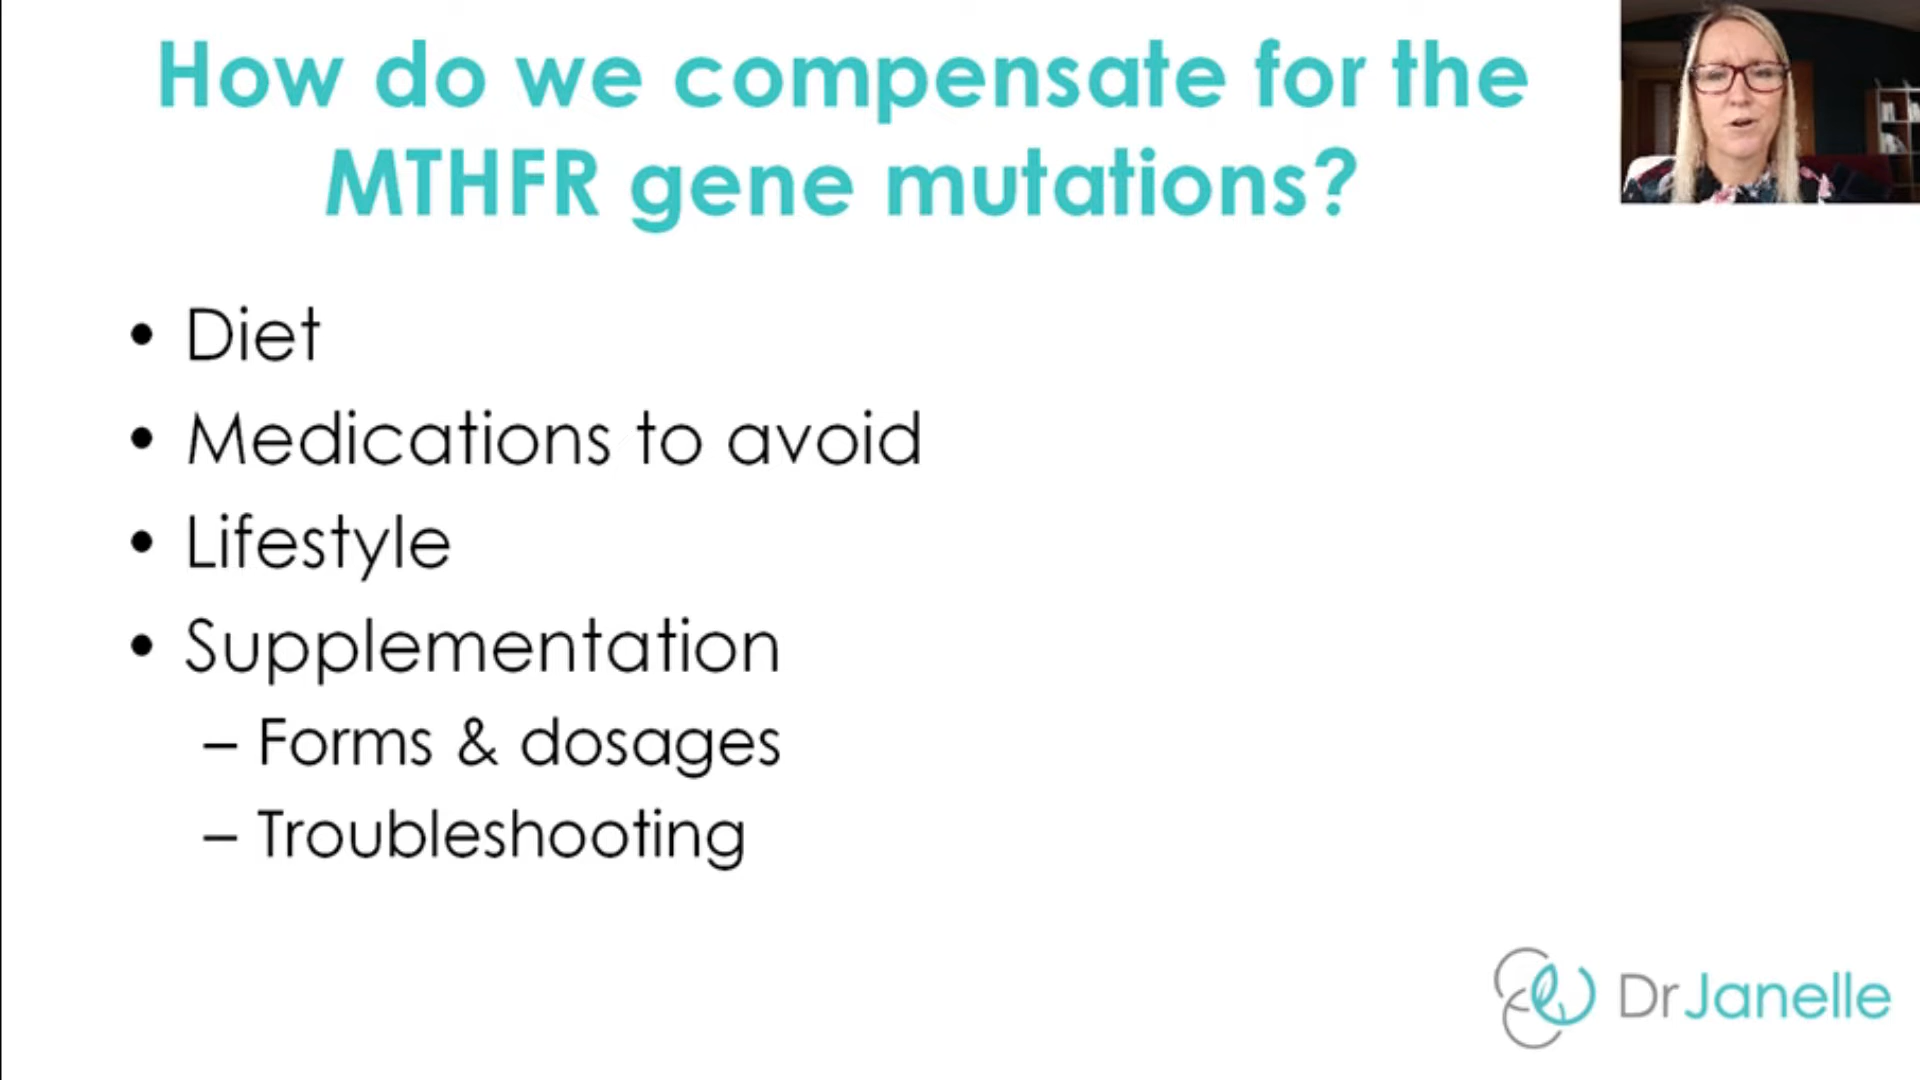 How do we compensate for the
MTHFR gene mutations?
• Diet
• Medications to avoid
• Lifestyle
• Supplementation
– Forms & dosages
– Troubleshooting
DrJanelle